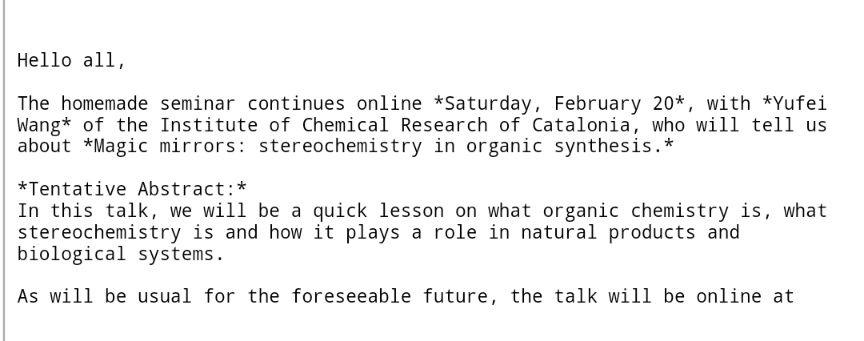 Hello all,
The homemade seminar continues online *Saturday, February 20*, with *Yufei
Wang* of the Institute of Chemical Research of Catalonia, who will tell us
about *Magic mirrors: stereochemistry in organic synthesis.*
*Tentative Abstract:*
In this talk, we will be a quick lesson on what organic chemistry is, what
stereochemistry is and how it plays a role in natural products and
biological systems.
As will be usual for the foreseeable future, the talk will be online at